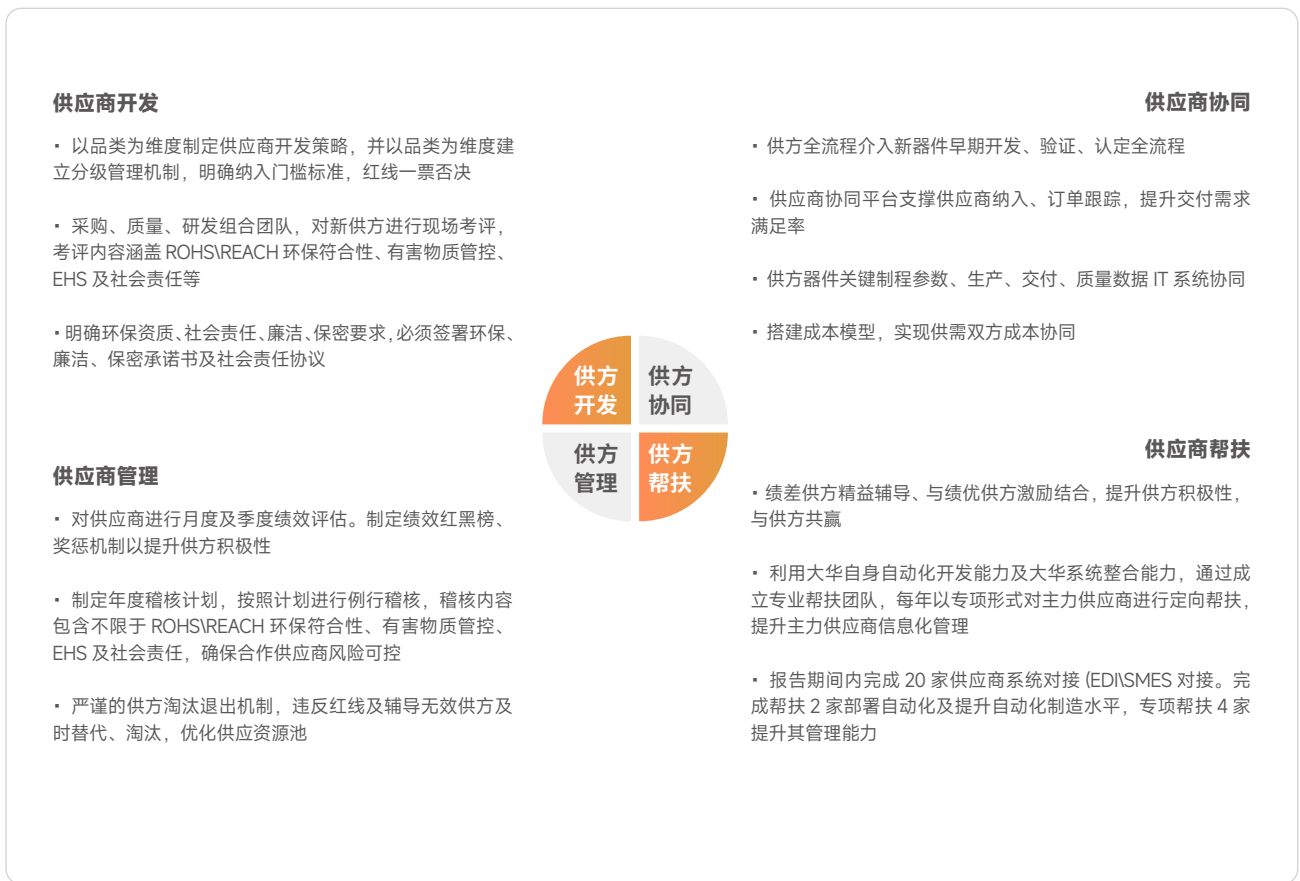 供应商开发
▪ 以品类为维度制定供应商开发策略，并以品类为维度建
立分级管理机制，明确纳入门槛标准，红线一票否决
▪ 采购、质量、研发组合团队，对新供方进行现场考评，
考评内容涵盖 ROHS\REACH 环保符合性、有害物质管控、
EHS 及社会责任等
▪ 明确环保资质、社会责任、廉洁、保密要求，必须签署环保、
廉洁、保密承诺书及社会责任协议
供应商协同
▪ 供方全流程介入新器件早期开发、验证、认定全流程
▪ 供应商协同平台支撑供应商纳入、订单跟踪，提升交付需求
满足率
▪ 供方器件关键制程参数、生产、交付、质量数据 IT 系统协同
▪ 搭建成本模型，实现供需双方成本协同
供方
开发
供方
协同
供方
管理
供方
帮扶
供应商管理
▪ 对供应商进行月度及季度绩效评估。制定绩效红黑榜、
奖惩机制以提升供方积极性
▪ 制定年度稽核计划，按照计划进行例行稽核，稽核内容
包含不限于 ROHS\REACH 环保符合性、有害物质管控、
EHS 及社会责任，确保合作供应商风险可控
▪ 严谨的供方淘汰退出机制，违反红线及辅导无效供方及
时替代、淘汰，优化供应资源池
供应商帮扶
▪ 绩差供方精益辅导、与绩优供方激励结合，提升供方积极性，
与供方共赢
▪ 利用大华自身自动化开发能力及大华系统整合能力，通过成
立专业帮扶团队，每年以专项形式对主力供应商进行定向帮扶，
提升主力供应商信息化管理
▪ 报告期间内完成 20 家供应商系统对接 (EDI\SMES 对接。完
成帮扶 2 家部署自动化及提升自动化制造水平，专项帮扶 4 家
提升其管理能力